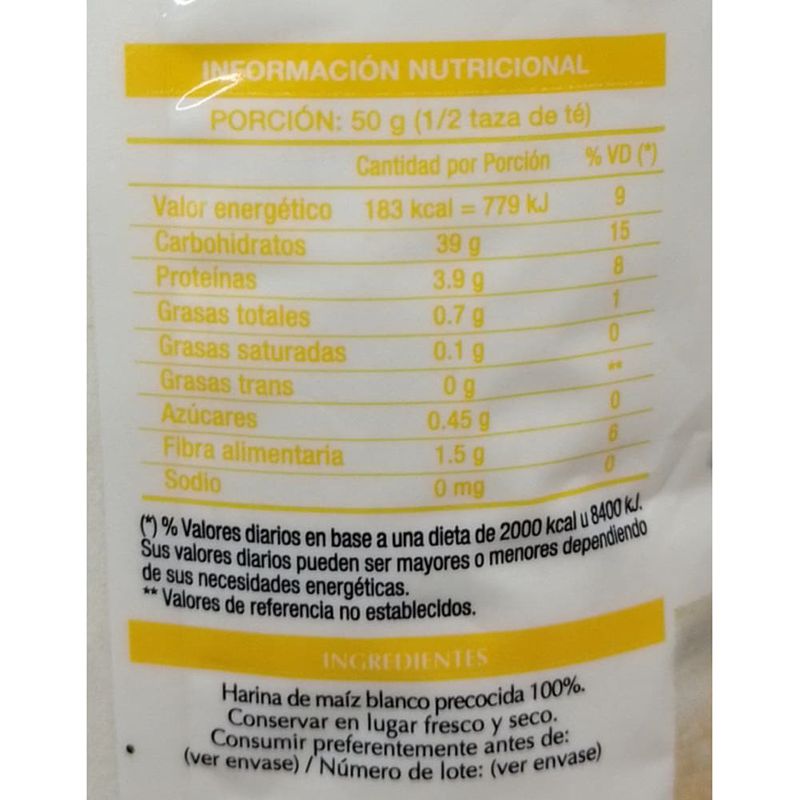 INFORMACIÓN NUTRICIONAL
PORCIÓN: 50 g (1/2 taza de té)
Cantidad por Porción % VD (*)
Valor energético 183 kcal = 779 kJ 9
Carbohidratos 39 g 15
Proteínas 3.9 g 8
Grasas totales 0.7 g 1
Grasas saturadas 0.1 g 0
Grasas trans 0 g **
Azúcares 0.45 g 0
Fibra alimentaria 1.5 g 6
Sodio 0 mg 0
(*) % Valores diarios en base a una dieta de 2000 kcal u 8400 kJ.
Sus valores diarios pueden ser mayores o menores dependiendo
de sus necesidades energéticas.
** Valores de referencia no establecidos.
INGREDIENTES
Harina de maíz blanco precocida 100%.
Conservar en lugar fresco y seco.
Consumir preferentemente antes de:
(ver envase) / Número de lote: (ver envase)